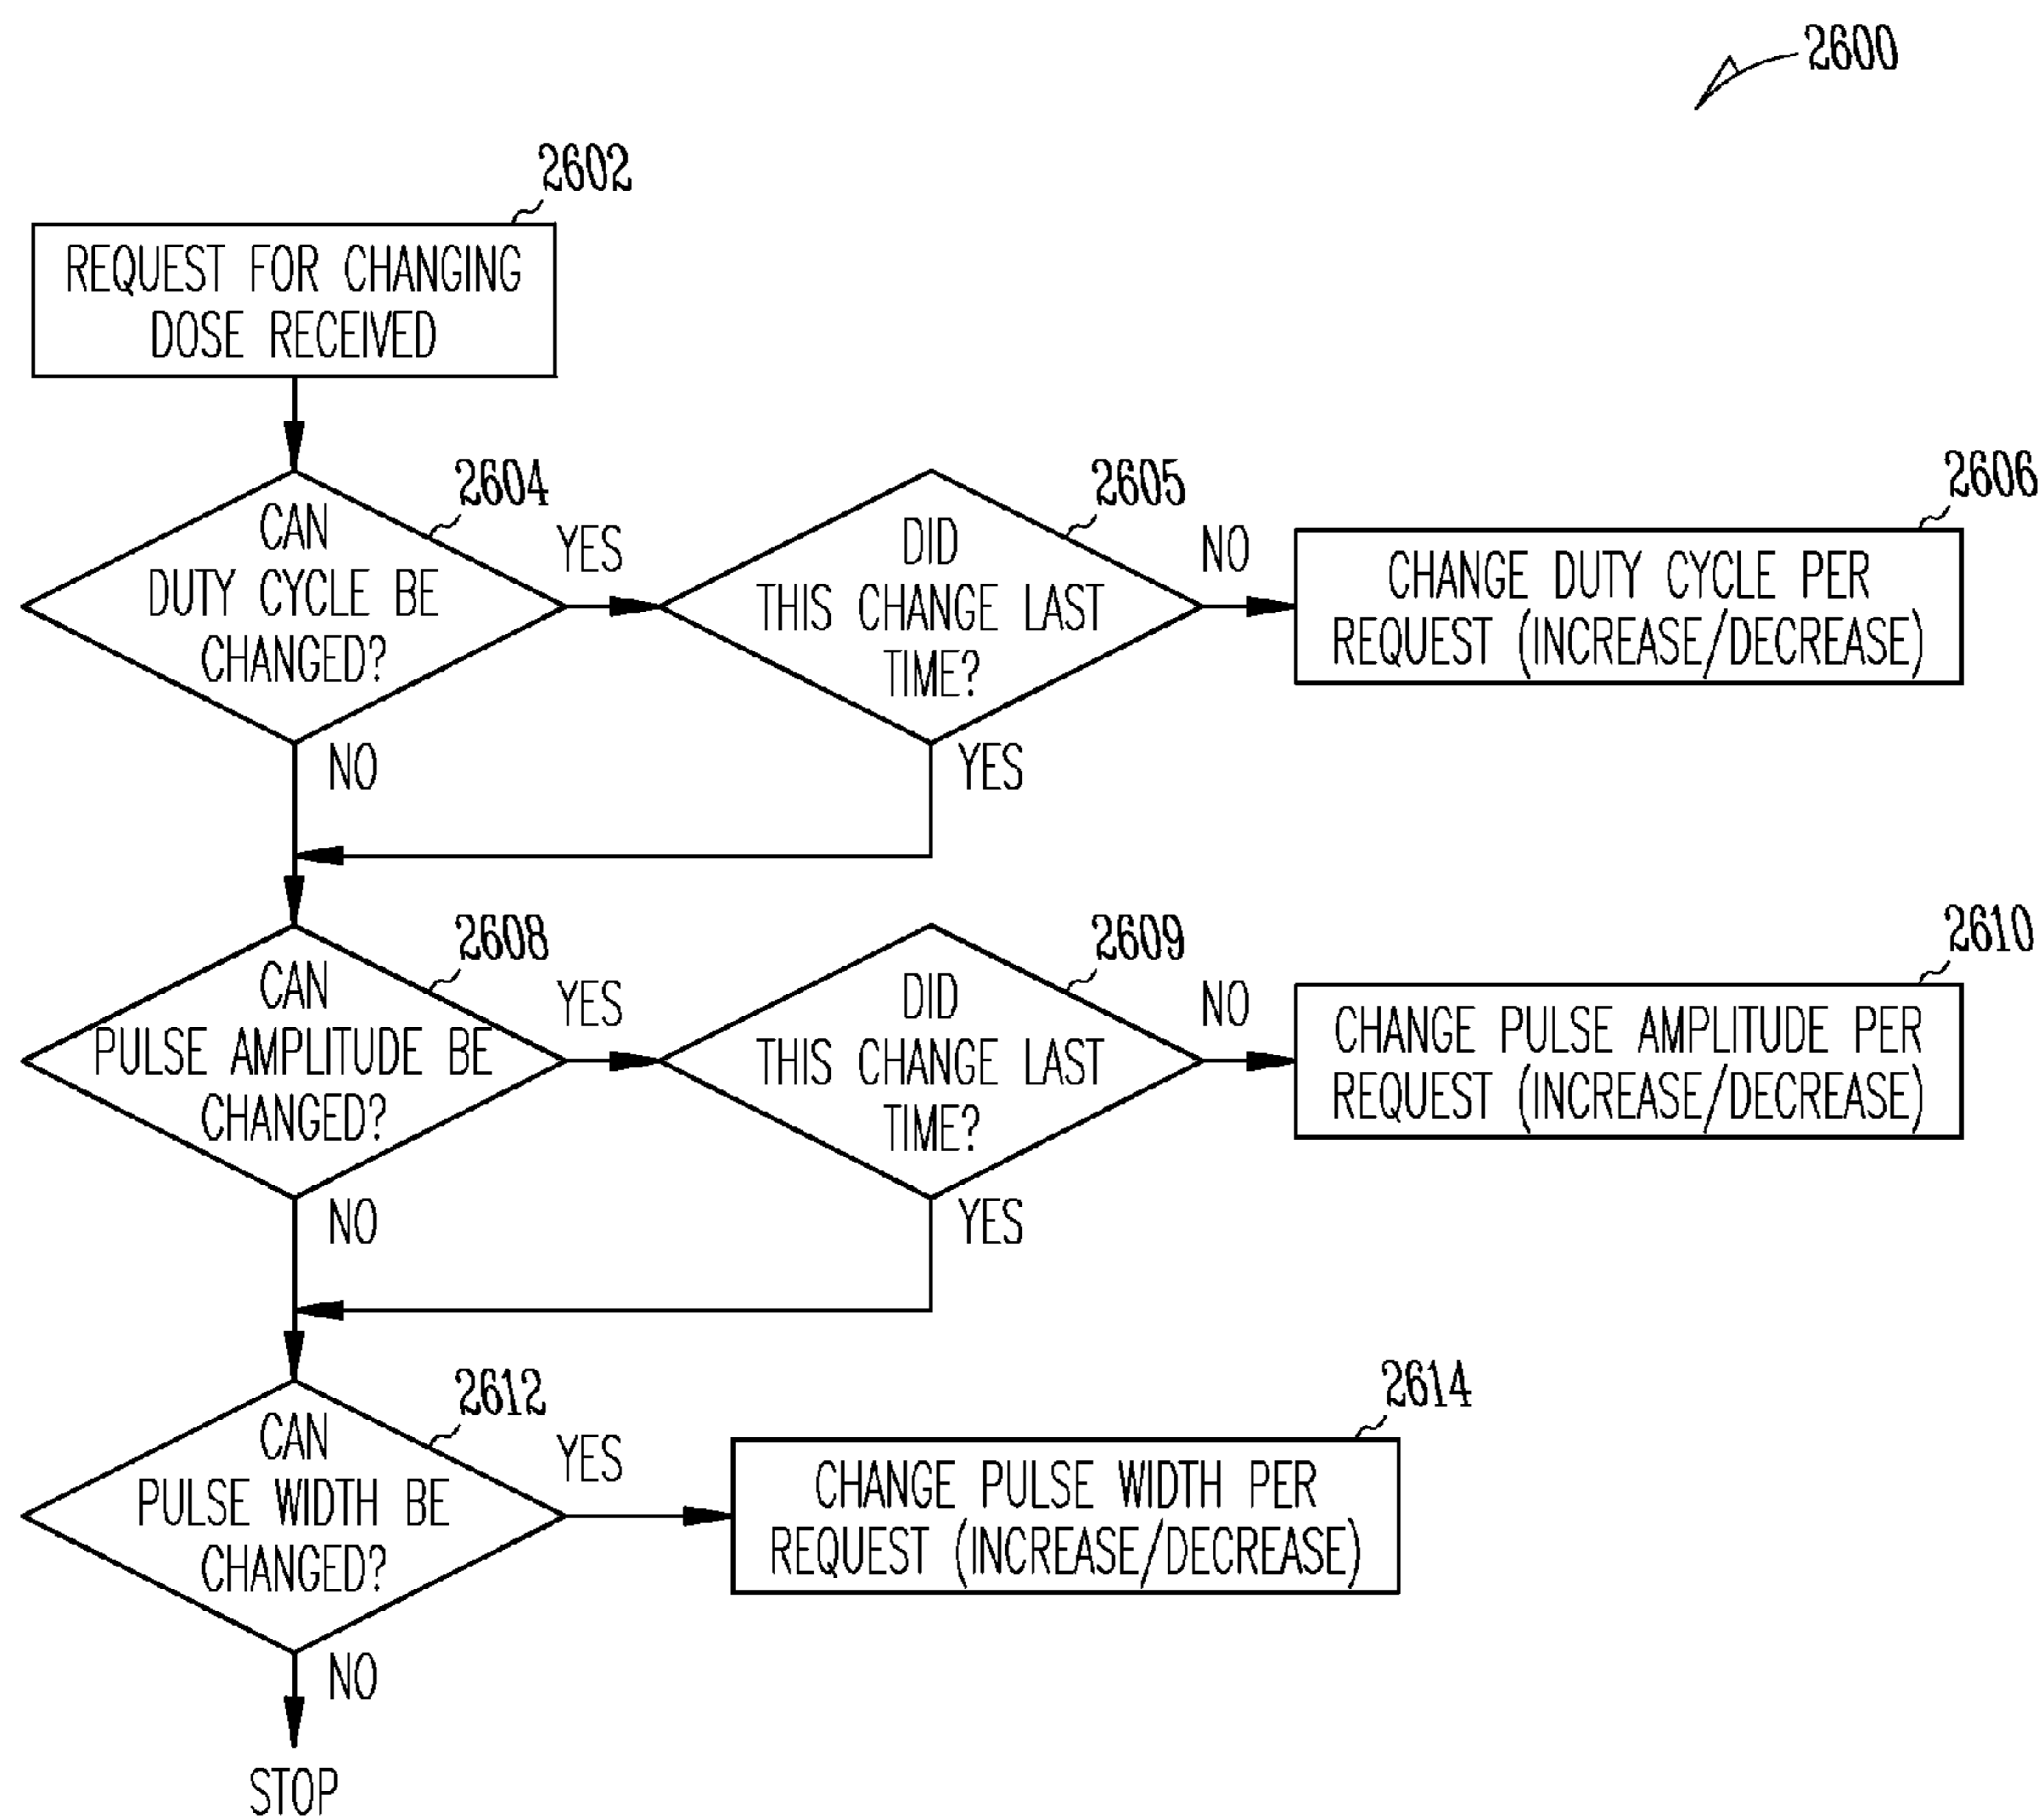 2600
2602
REQUEST FOR CHANGING
DOSE RECEIVED
2604
CAN
DUTY CYCLE BE
CHANGED?
YES
NO
2605
DID
THIS CHANGE LAST
TIME?
NO
YES
2606
CHANGE DUTY CYCLE PER
REQUEST (INCREASE/DECREASE)
2608
CAN
PULSE AMPLITUDE BE
CHANGED?
YES
NO
2609
DID
THIS CHANGE LAST
TIME?
NO
YES
2610
CHANGE PULSE AMPLITUDE PER
REQUEST (INCREASE/DECREASE)
2612
CAN
PULSE WIDTH BE
CHANGED?
YES
NO
2614
CHANGE PULSE WIDTH PER
REQUEST (INCREASE/DECREASE)
STOP